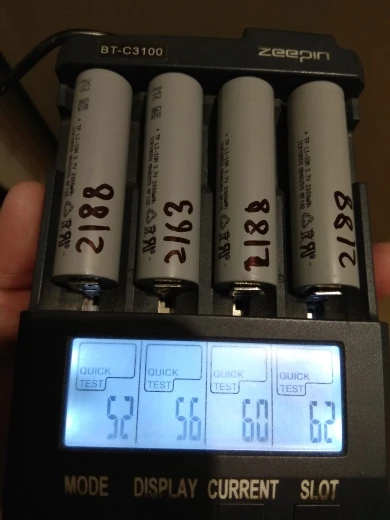 BT-C3100
zeepin
2188
2163
2188
2188
QUICK TEST
QUICK TEST
QUICK TEST
QUICK TEST
52
56
60
62
MODE DISPLAY CURRENT SLOT